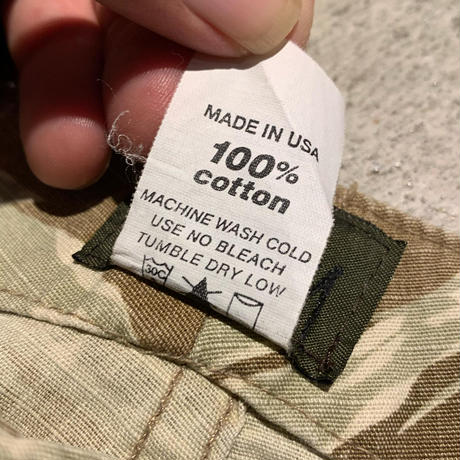 MADE IN USA
100%
cotton
MACHINE WASH COLD
USE NO BLEACH
TUMBLE DRY LOW
30C